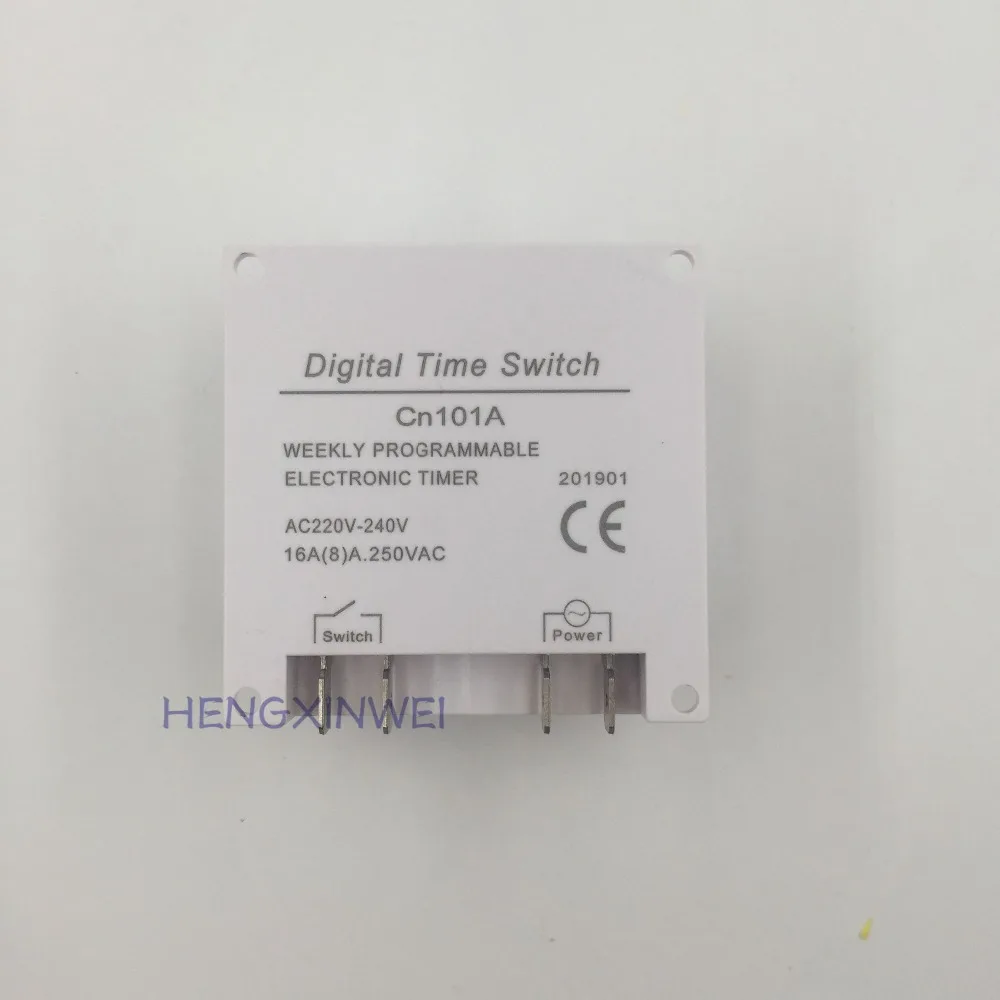 Digital Time Switch
Cn101A
WEEKLY PROGRAMMABLE
ELECTRONIC TIMER 201901
AC220V-240V
16A(8)A.250VAC
CE
Switch Power
HENGXINWEI